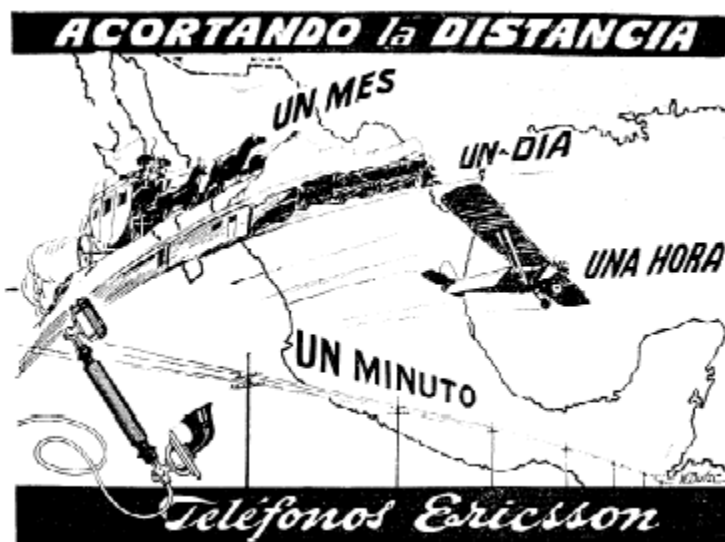 ACORTANDO la DISTANCIA
UN MES
UN DIA
UNA HORA
UN MINUTO
Teléfonos Ericsson